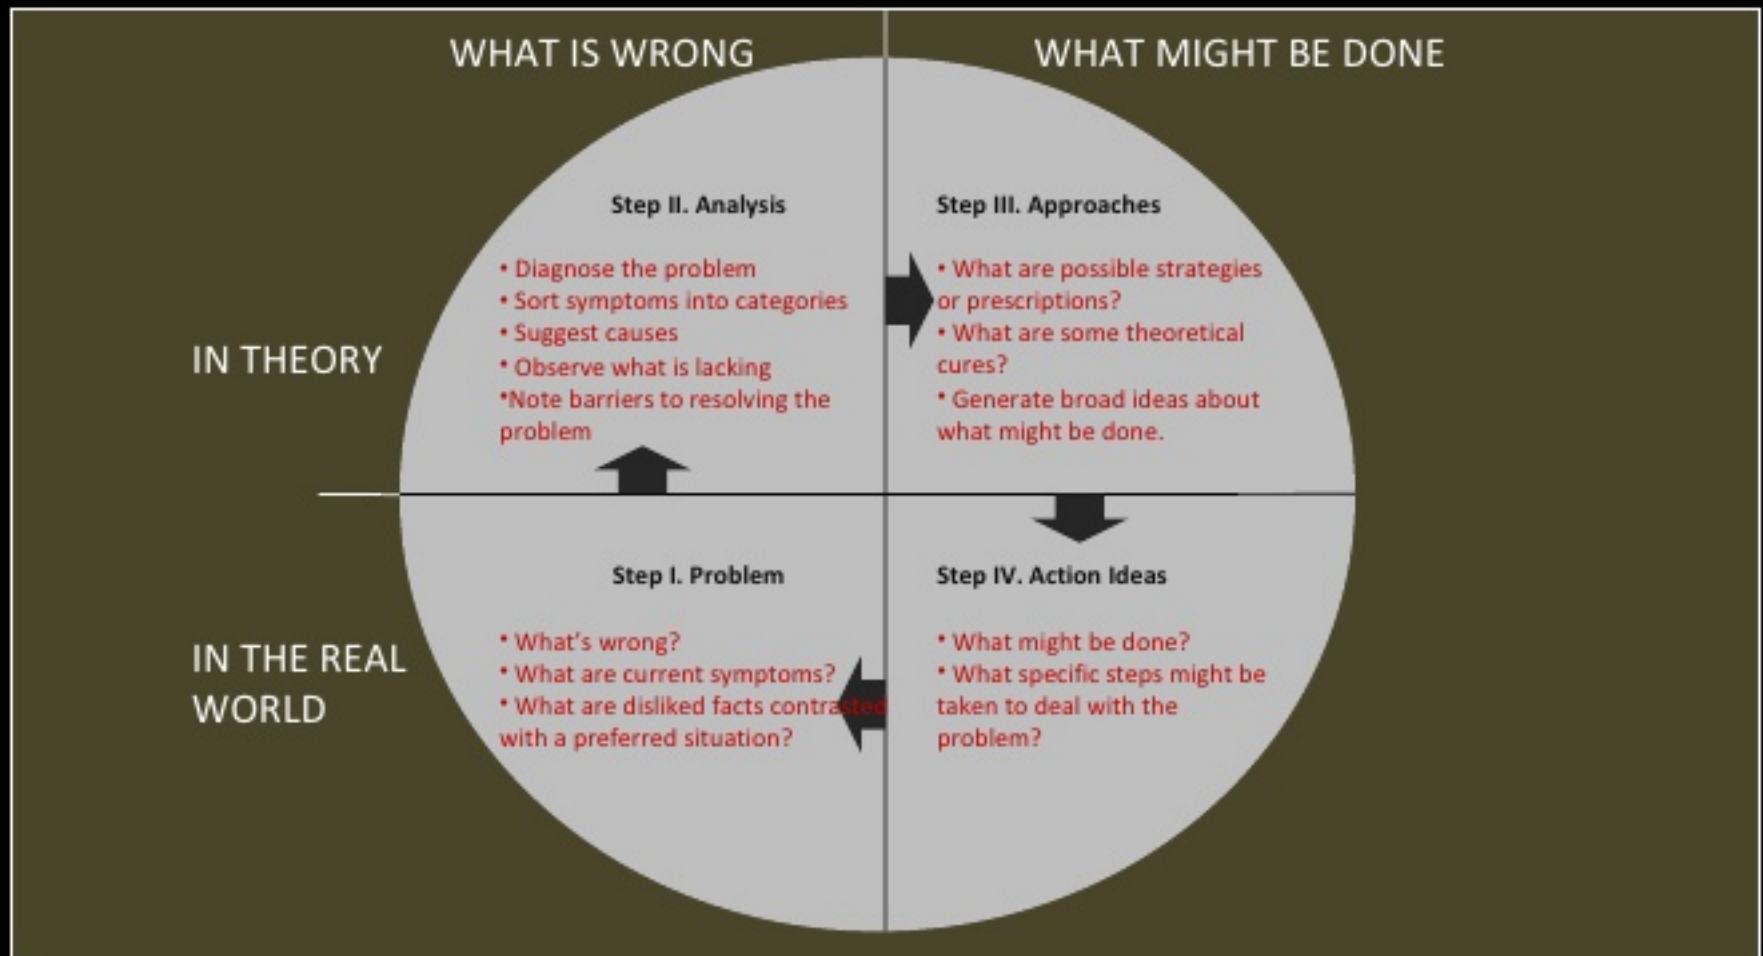 WHAT IS WRONG
WHAT MIGHT BE DONE
IN THEORY
Step II. Analysis
• Diagnose the problem
• Sort symptoms into categories
• Suggest causes
• Observe what is lacking
•Note barriers to resolving the
problem
Step III. Approaches
• What are possible strategies
or prescriptions?
• What are some theoretical
cures?
• Generate broad ideas about
what might be done.
IN THE REAL
WORLD
Step I. Problem
• What's wrong?
• What are current symptoms?
• What are disliked facts contrasted
with a preferred situation?
Step IV. Action Ideas
• What might be done?
• What specific steps might be
taken to deal with the
problem?